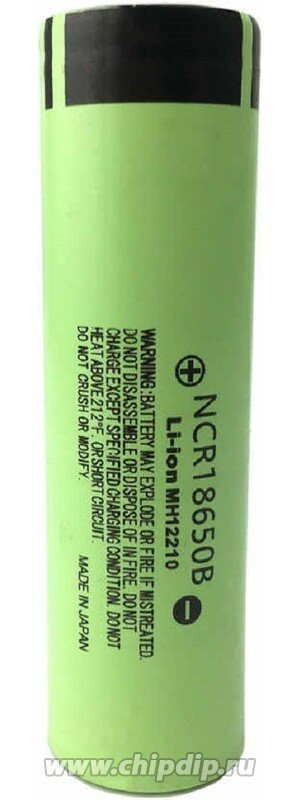 ⊕ NCR18650B ⊖
Li-ion MH12210
WARNING: BATTERY MAY EXPLODE OR FIRE IF MISTREATED.
DO NOT DISASSEMBLE OR DISPOSE OF IN FIRE. DO NOT
CHARGE EXCEPT SPECIFIED CHARGING CONDITION. DO NOT
HEAT ABOVE 212°F. OR SHORT CIRCUIT.
DO NOT CRUSH OR MODIFY.
MADE IN JAPAN
www.chipdip.ru